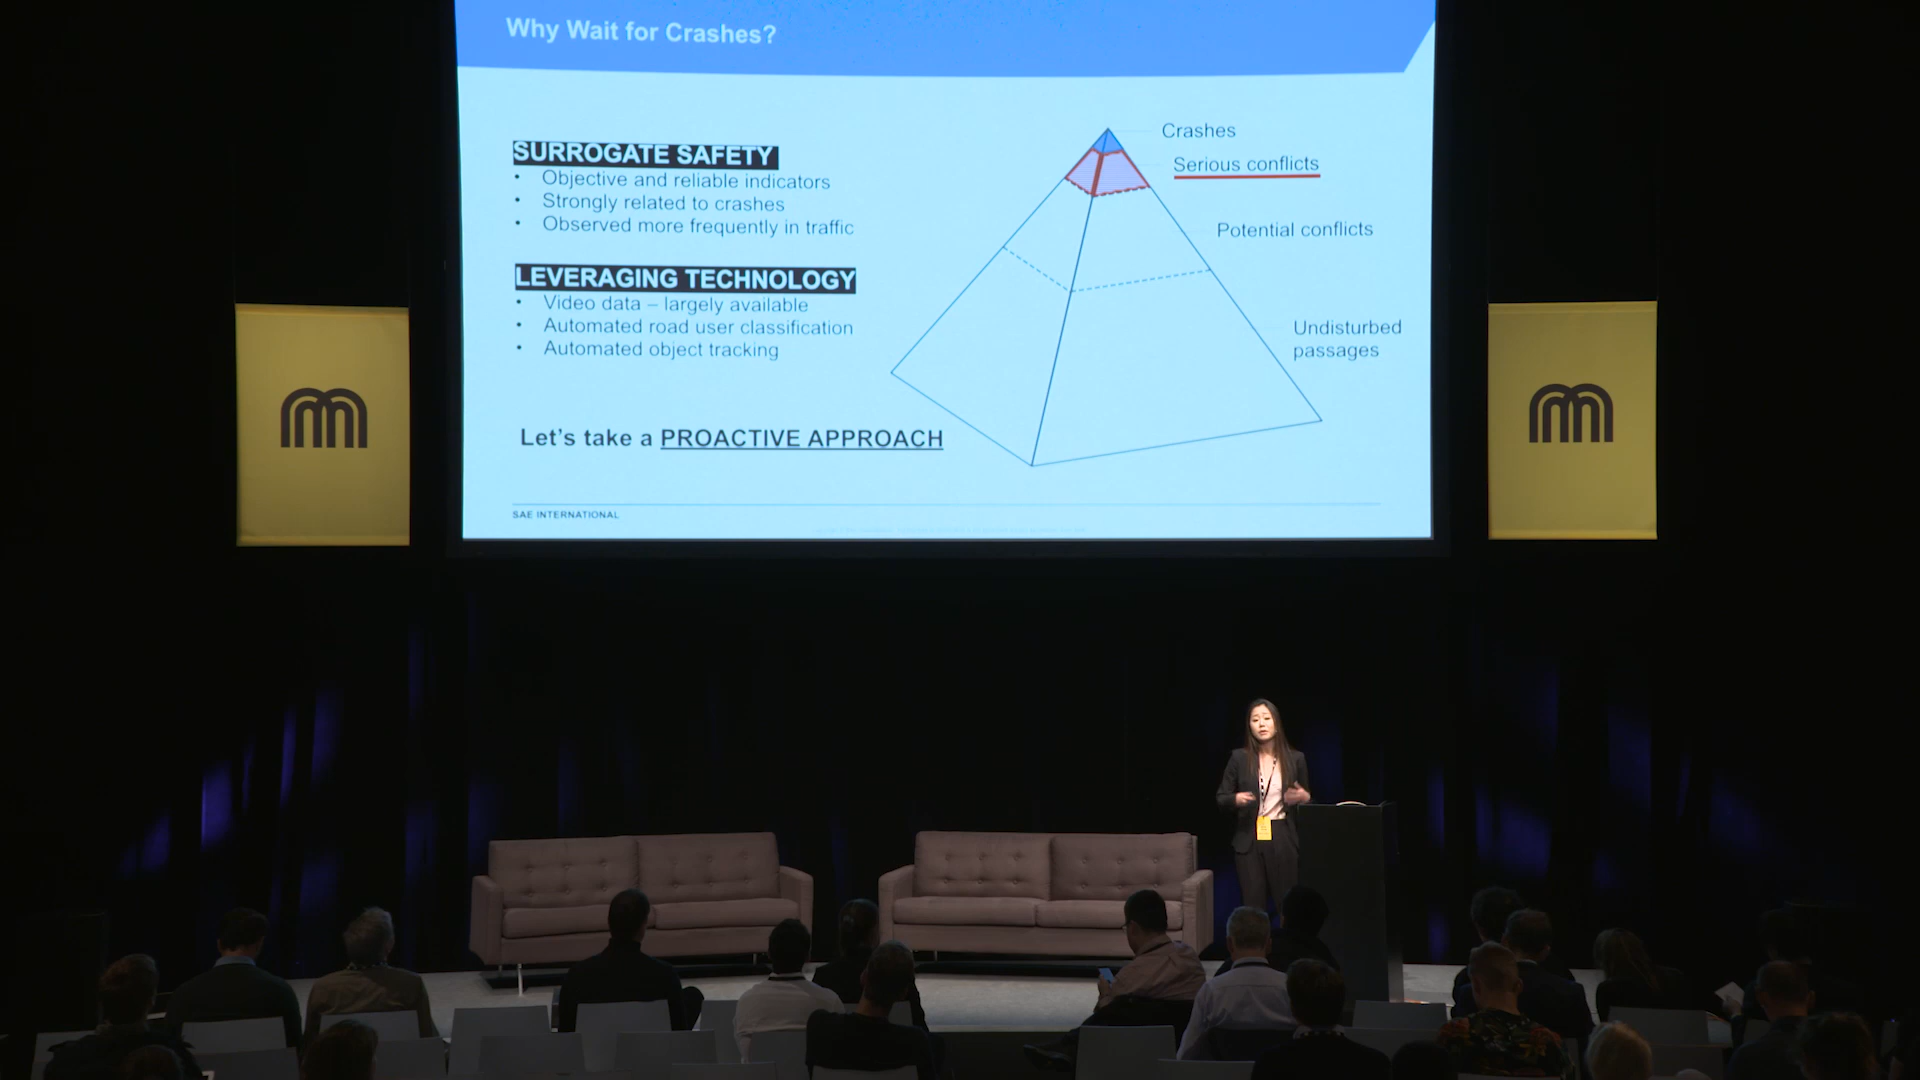 Why Wait for Crashes?
SURROGATE SAFETY
• Objective and reliable indicators
• Strongly related to crashes
• Observed more frequently in traffic
LEVERAGING TECHNOLOGY
• Video data – largely available
• Automated road user classification
• Automated object tracking
Let's take a PROACTIVE APPROACH
Crashes
Serious conflicts
Potential conflicts
Undisturbed
passages
SAE INTERNATIONAL